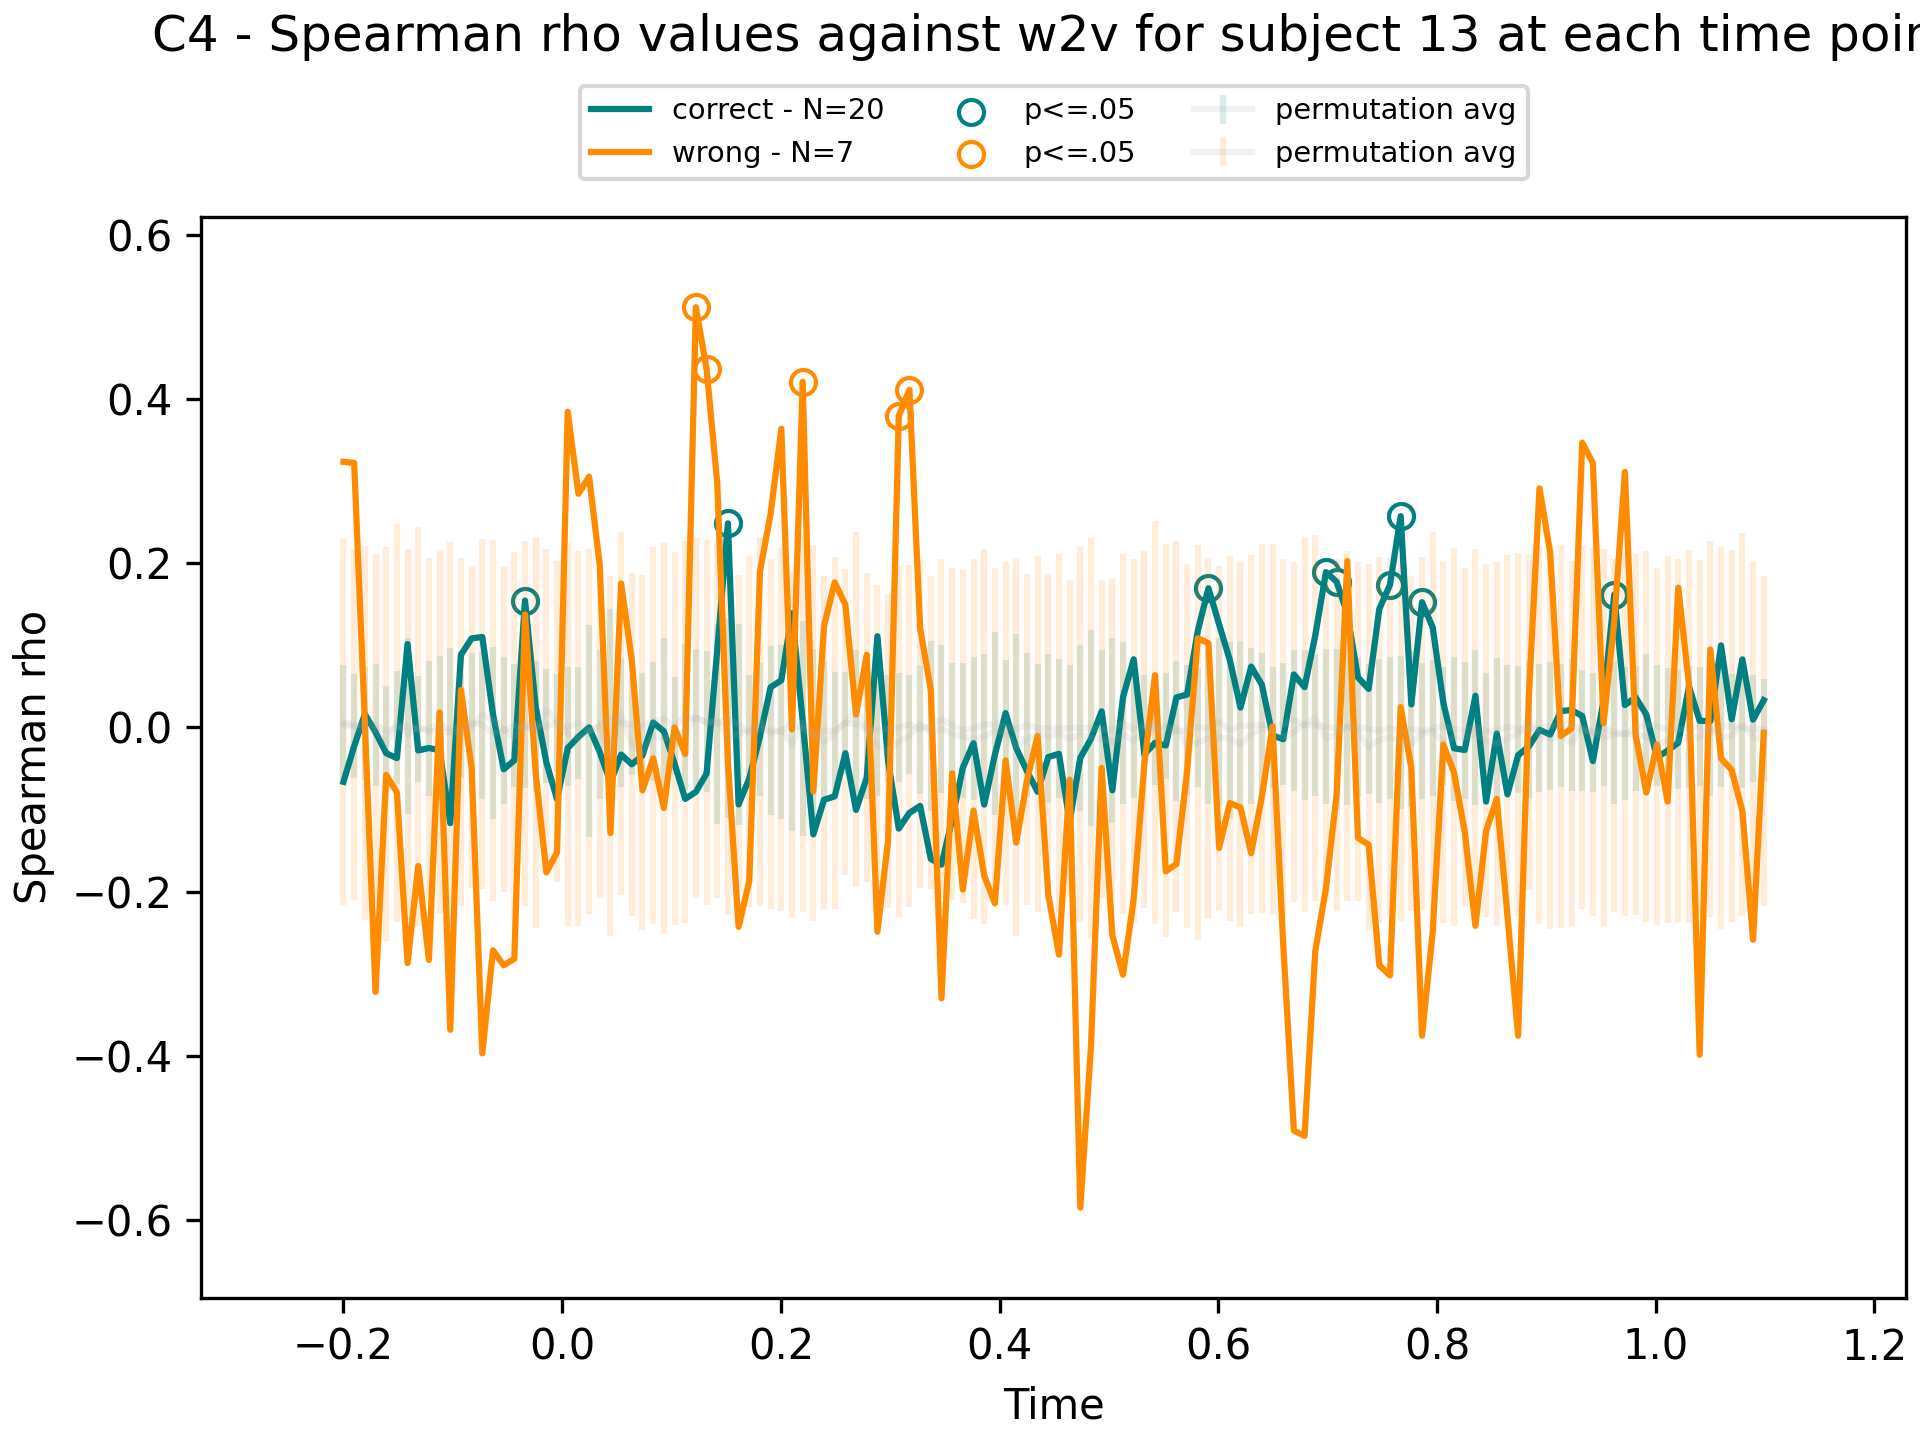 C4 - Spearman rho values against w2v for subject 13 at each time poin
correct - N=20 p<=.05 permutation avg
wrong - N=7 p<=.05 permutation avg
0.6
0.4
0.2
0.0
−0.2
−0.4
−0.6
Spearman rho
−0.2 0.0 0.2 0.4 0.6 0.8 1.0 1.2
Time